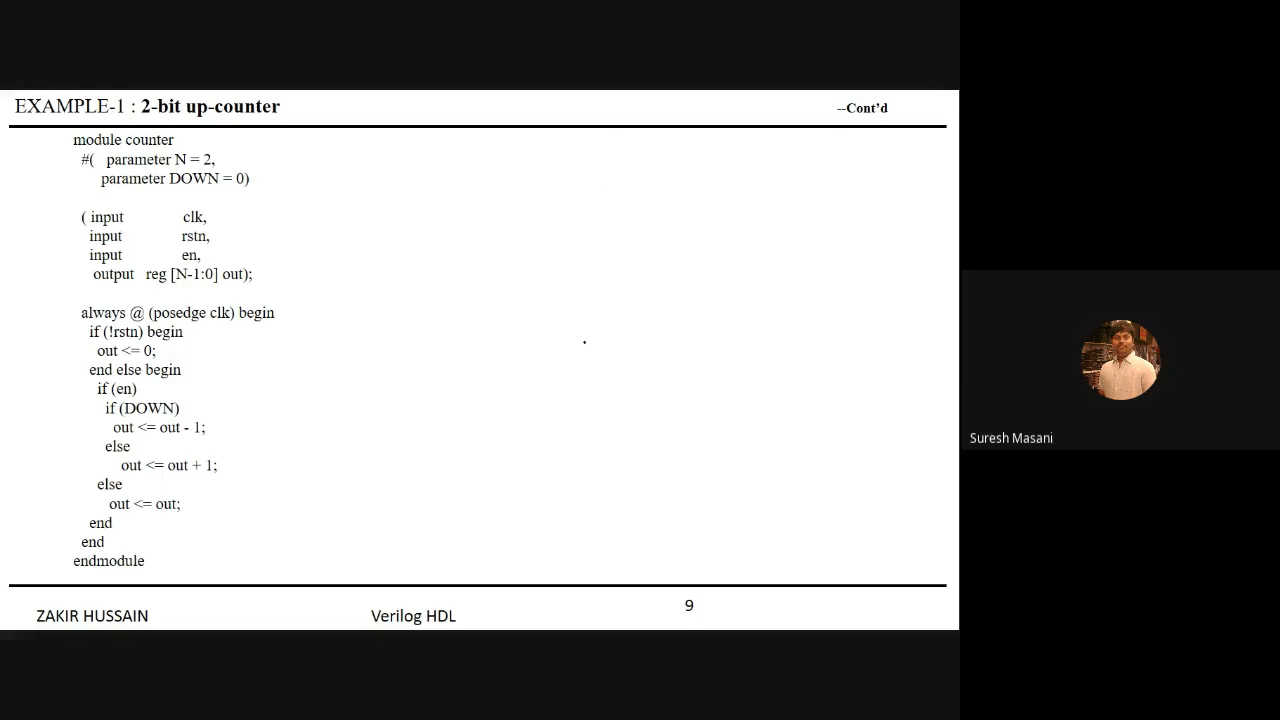 EXAMPLE-1 : 2-bit up-counter
--Cont'd
module counter
#( parameter N = 2,
parameter DOWN = 0)
( input clk,
input rstn,
input en,
output reg [N-1:0] out);
always @ (posedge clk) begin
if (!rstn) begin
out <= 0;
end else begin
if (en)
if (DOWN)
out <= out - 1;
else
out <= out + 1;
else
out <= out;
end
end
endmodule
ZAKIR HUSSAIN
Verilog HDL
9
Suresh Masani